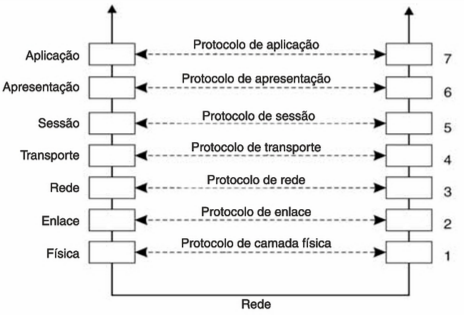 Aplicação Protocolo de aplicação 7
Apresentação Protocolo de apresentação 6
Sessão Protocolo de sessão 5
Transporte Protocolo de transporte 4
Rede Protocolo de rede 3
Enlace Protocolo de enlace 2
Física Protocolo de camada física 1
Rede